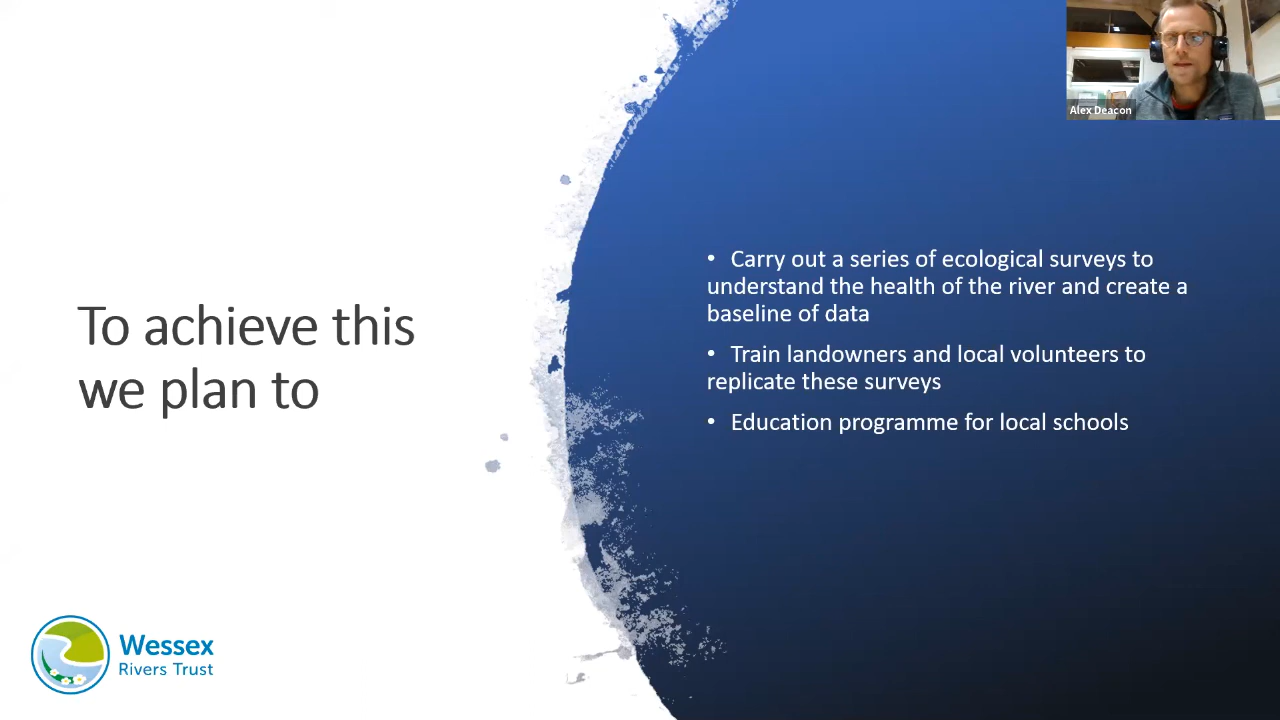 Alex Deacon
To achieve this
we plan to
• Carry out a series of ecological surveys to
understand the health of the river and create a
baseline of data
• Train landowners and local volunteers to
replicate these surveys
• Education programme for local schools
Wessex
Rivers Trust